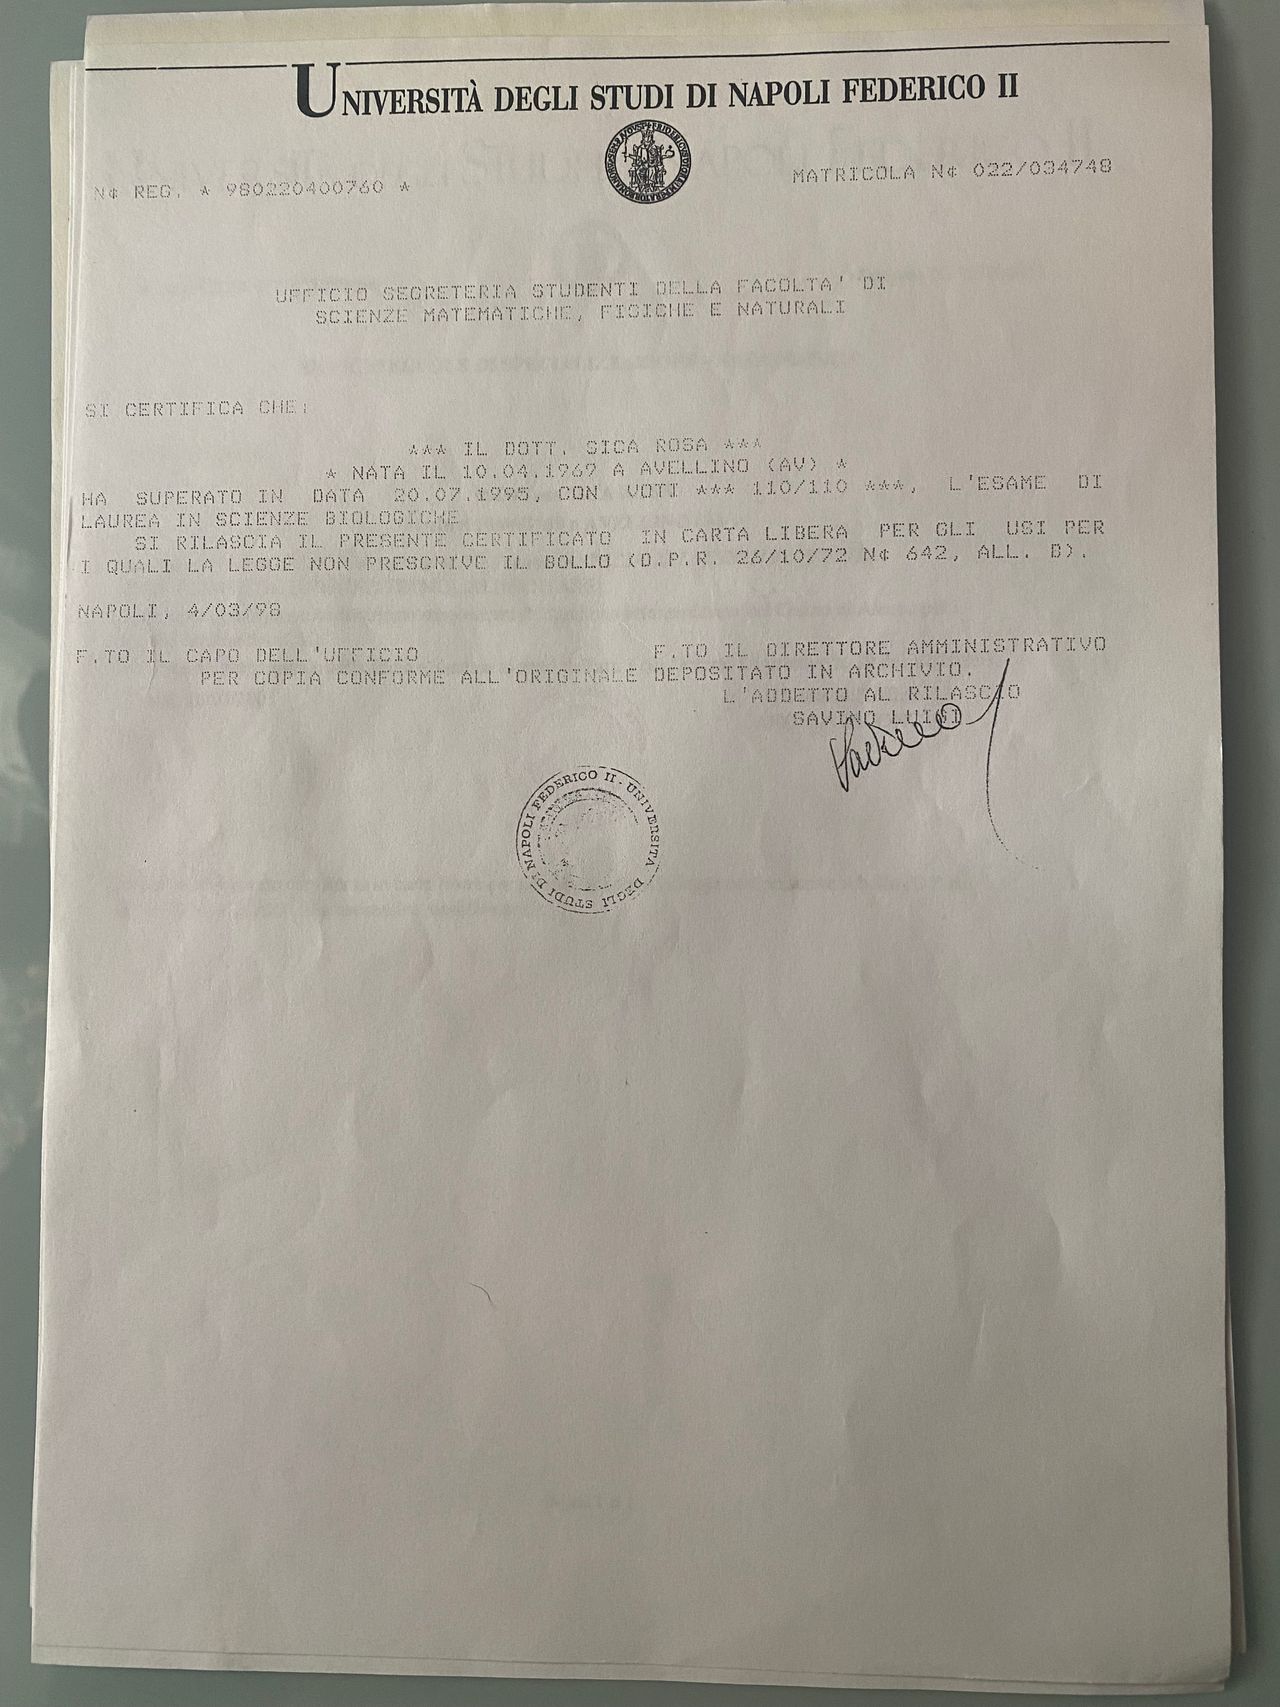 UNIVERSITÀ DEGLI STUDI DI NAPOLI FEDERICO II
N¢ REG. * 980220400760 *
MATRICOLA N¢ 022/034748
UFFICIO SEGRETERIA STUDENTI DELLA FACOLTA' DI
SCIENZE MATEMATICHE, FISICHE E NATURALI
SI CERTIFICA CHE:
*** IL DOTT. SICA ROSA ***
* NATA IL 10.04.1969 A AVELLINO (AV) *
HA SUPERATO IN DATA 20.07.1995, CON VOTI *** 110/110 ***, L'ESAME DI
LAUREA IN SCIENZE BIOLOGICHE
SI RILASCIA IL PRESENTE CERTIFICATO IN CARTA LIBERA PER GLI USI PER
I QUALI LA LEGGE NON PRESCRIVE IL BOLLO (D.P.R. 26/10/72 N¢ 642, ALL. B).
NAPOLI, 4/03/98
F.TO IL CAPO DELL'UFFICIO F.TO IL DIRETTORE AMMINISTRATIVO
PER COPIA CONFORME ALL'ORIGINALE DEPOSITATO IN ARCHIVIO.
L'ADDETTO AL RILASCIO
SAVINO LUIGI
UNIVERSITA DEGLI STUDI DI NAPOLI FEDERICO II